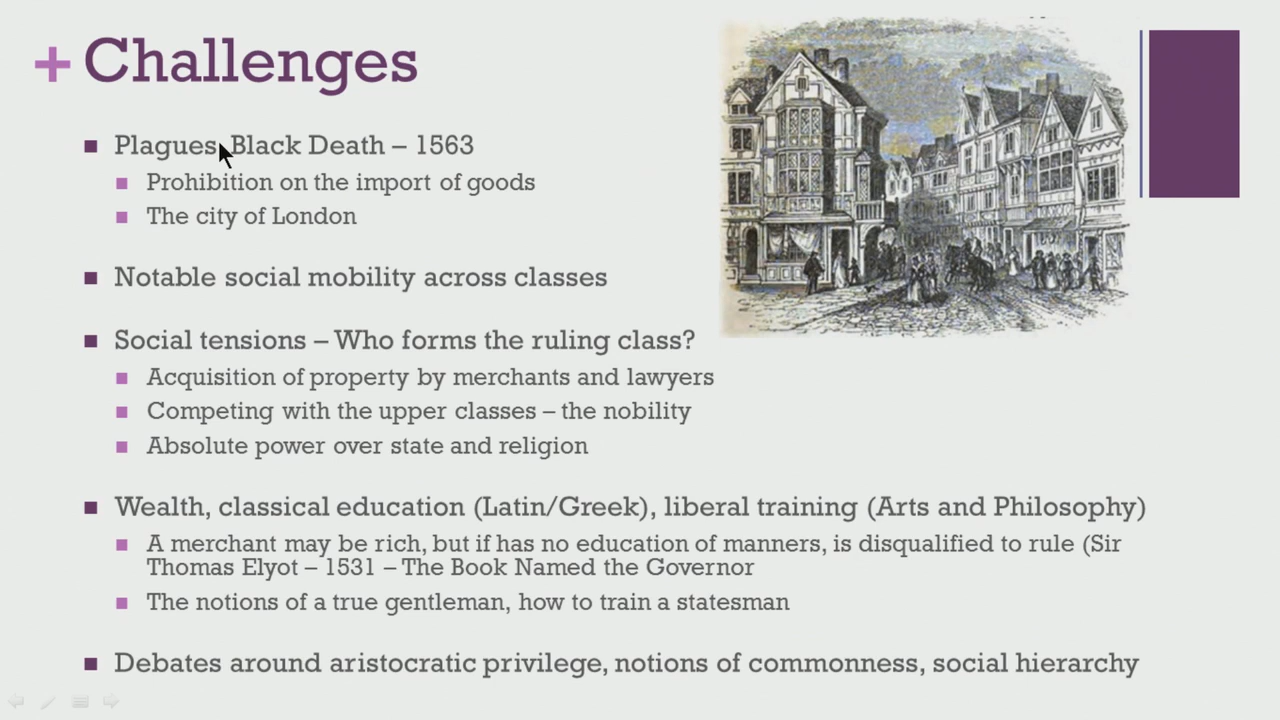 + Challenges
Plagues, Black Death – 1563
Prohibition on the import of goods
The city of London
Notable social mobility across classes
Social tensions – Who forms the ruling class?
Acquisition of property by merchants and lawyers
Competing with the upper classes – the nobility
Absolute power over state and religion
Wealth, classical education (Latin/Greek), liberal training (Arts and Philosophy)
A merchant may be rich, but if has no education of manners, is disqualified to rule (Sir
Thomas Elyot – 1531 – The Book Named the Governor
The notions of a true gentleman, how to train a statesman
Debates around aristocratic privilege, notions of commonness, social hierarchy